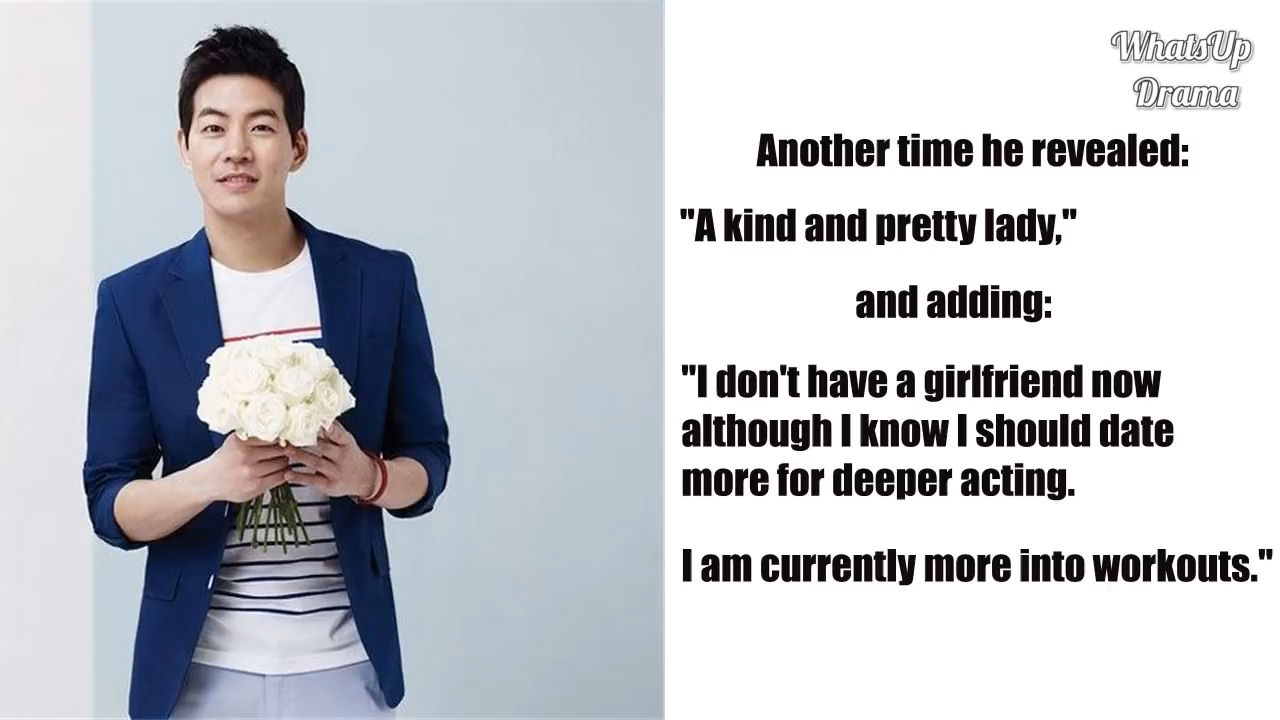 WhatsUp
Drama
Another time he revealed:
"A kind and pretty lady,"
and adding:
"I don't have a girlfriend now
although I know I should date
more for deeper acting.
I am currently more into workouts."